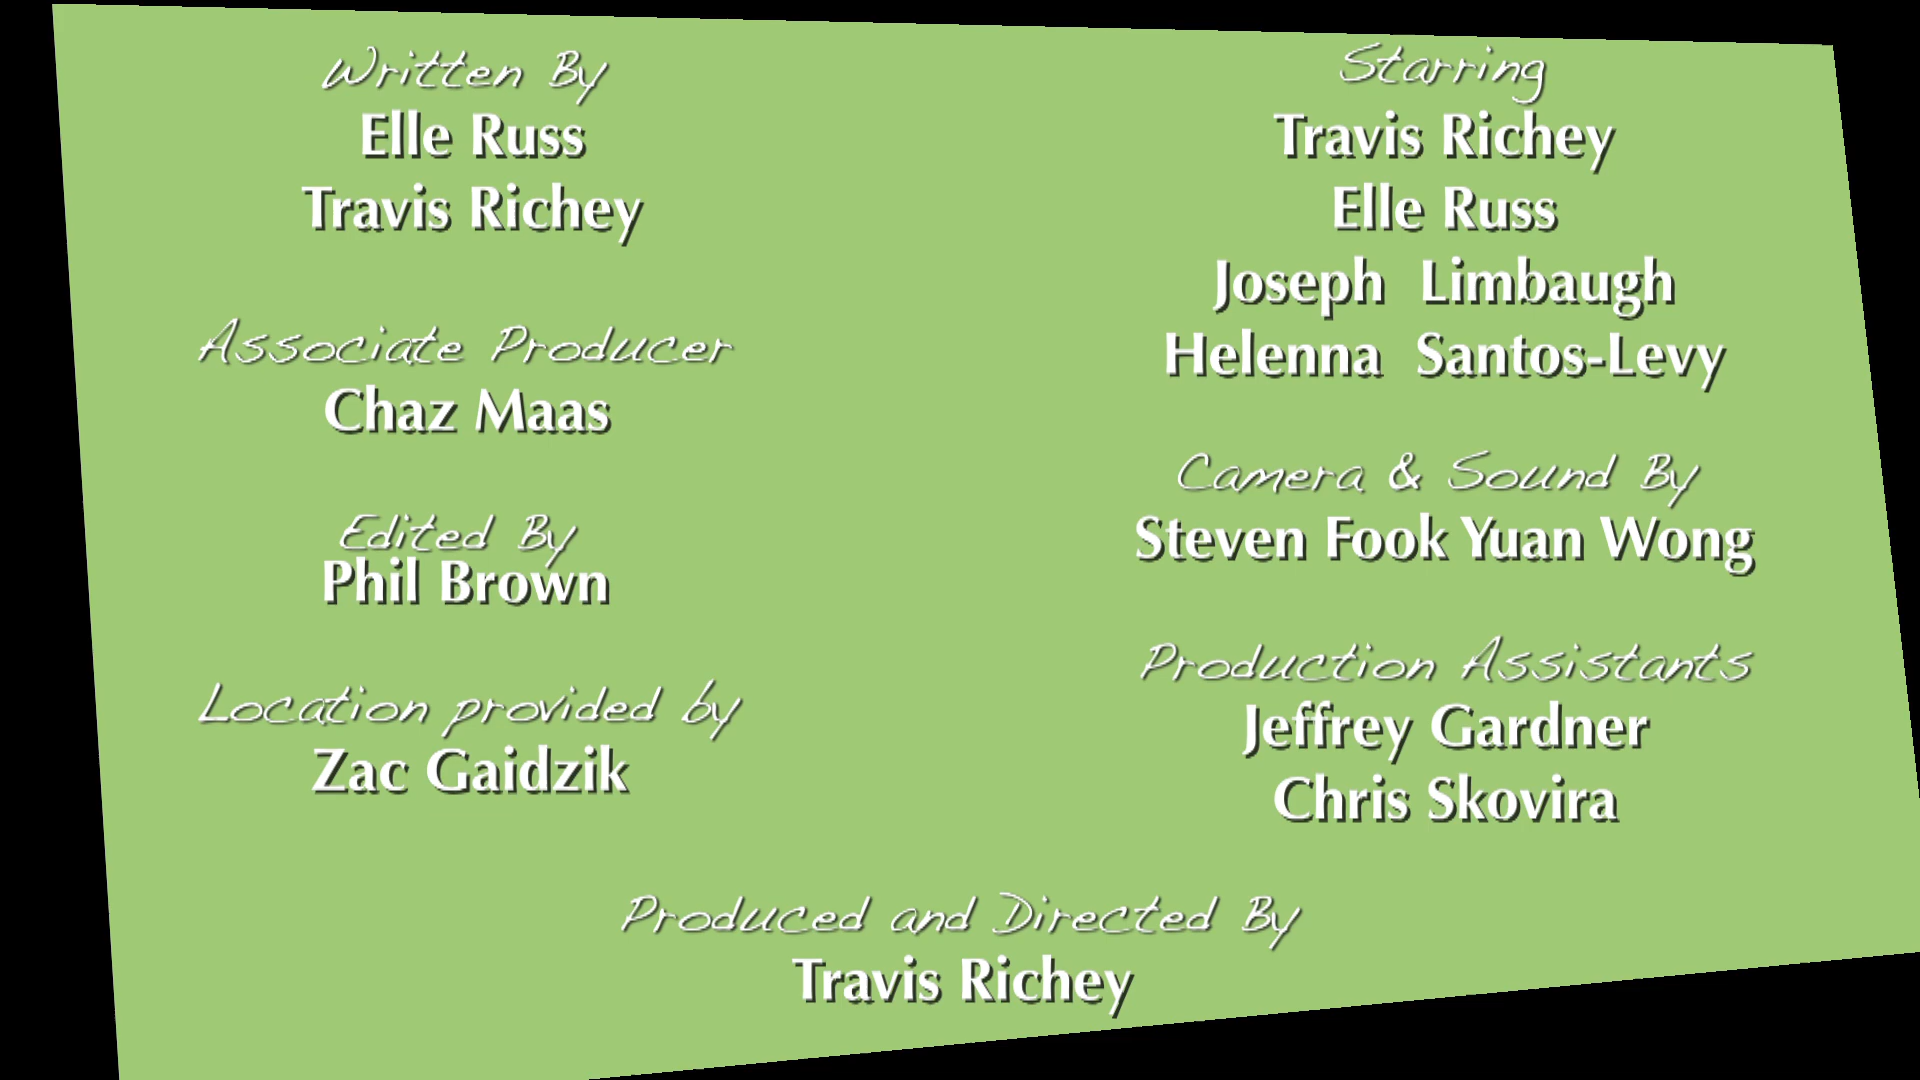 Written By
Elle Russ
Travis Richey
Associate Producer
Chaz Maas
Edited By
Phil Brown
Location provided by
Zac Gaidzik
Starring
Travis Richey
Elle Russ
Joseph Limbaugh
Helenna Santos-Levy
Camera & Sound By
Steven Fook Yuan Wong
Production Assistants
Jeffrey Gardner
Chris Skovira
Produced and Directed By
Travis Richey